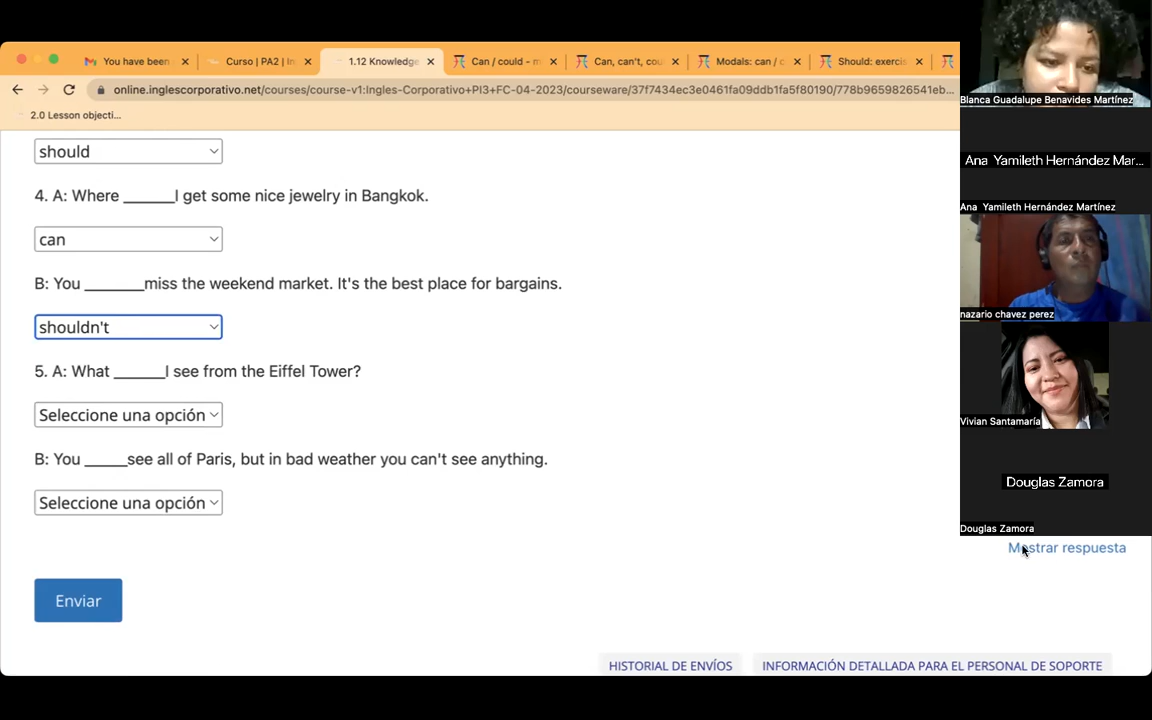 You have been
Curso | PA2 | In
1.12 Knowledge
Can / could - m
Can, can't, cou
Modals: can / c
Should: exercis
online.inglescorporativo.net/courses/course-v1:Ingles-Corporativo+PI3+FC-04-2023/courseware/37f7434ec3e0461fa09ddb1fa5f80190/778b9659826541eb...
2.0 Lesson objecti...
should
4. A: Where ______I get some nice jewelry in Bangkok.
can
B: You _______miss the weekend market. It's the best place for bargains.
shouldn't
5. A: What ______I see from the Eiffel Tower?
Seleccione una opción
B: You _____see all of Paris, but in bad weather you can't see anything.
Seleccione una opción
Mostrar respuesta
Enviar
HISTORIAL DE ENVÍOS
INFORMACIÓN DETALLADA PARA EL PERSONAL DE SOPORTE
Blanca Guadalupe Benavides Martínez
Ana Yamileth Hernández Mar...
Ana Yamileth Hernández Martínez
nazario chavez perez
Vivian Santamaría
Douglas Zamora
Douglas Zamora